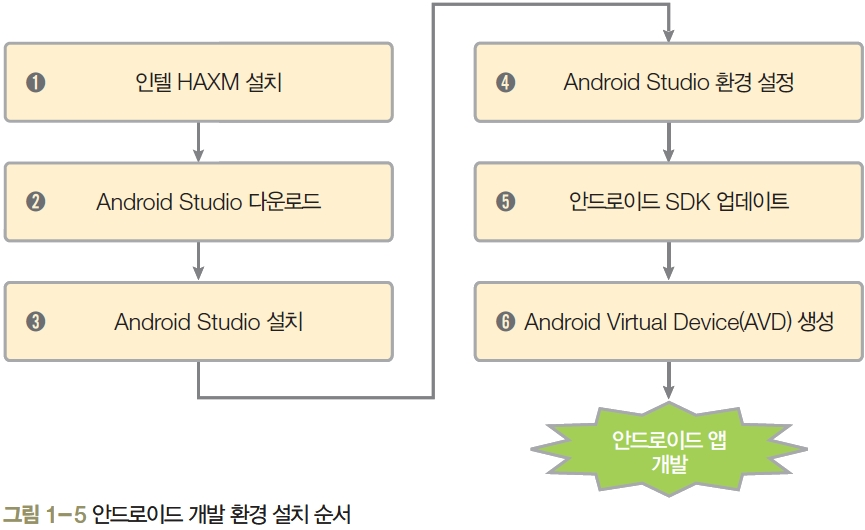 ❶ 인텔 HAXM 설치
❷ Android Studio 다운로드
❸ Android Studio 설치
❹ Android Studio 환경 설정
❺ 안드로이드 SDK 업데이트
❻ Android Virtual Device(AVD) 생성
안드로이드 앱
개발
그림 1-5 안드로이드 개발 환경 설치 순서